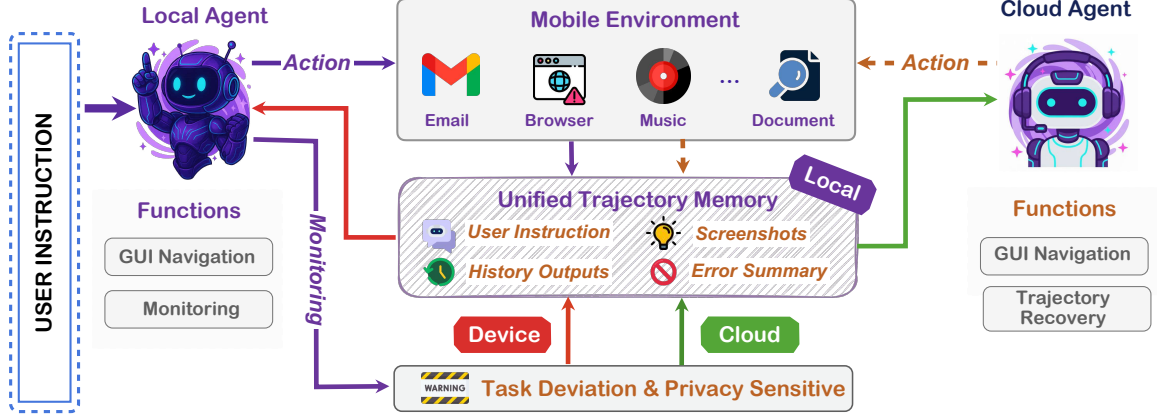 USER INSTRUCTION
Local Agent
Functions
GUI Navigation
Monitoring
Action
Monitoring
Mobile Environment
Email
Browser
Music
...
Document
Unified Trajectory Memory
Local
User Instruction
Screenshots
History Outputs
Error Summary
Device
Cloud
WARNING
Task Deviation & Privacy Sensitive
Cloud Agent
Action
Functions
GUI Navigation
Trajectory
Recovery